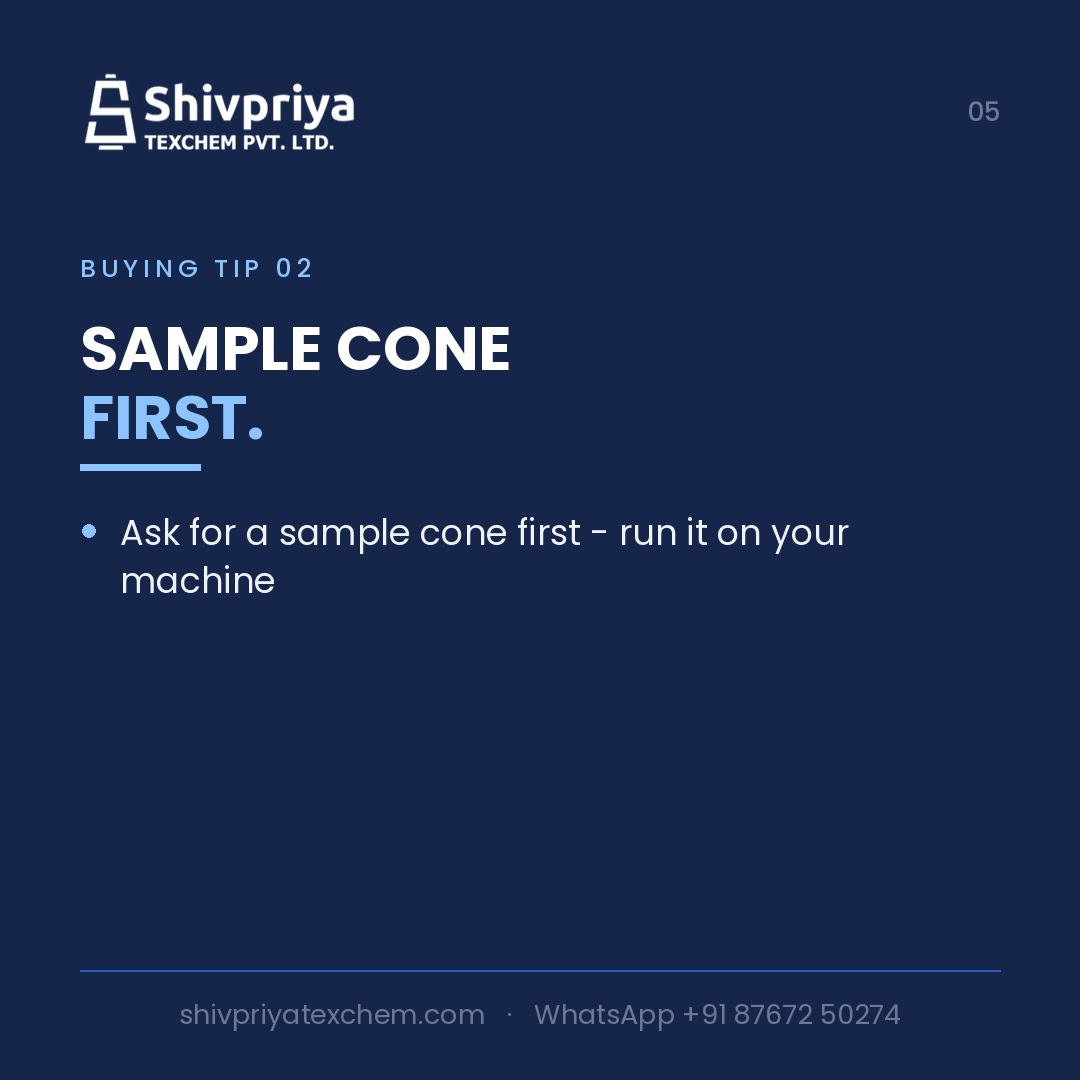 Shivpriya
TEXCHEM PVT. LTD.
05
BUYING TIP 02
SAMPLE CONE
FIRST.
• Ask for a sample cone first - run it on your
machine
shivpriyatexchem.com · WhatsApp +91 87672 50274